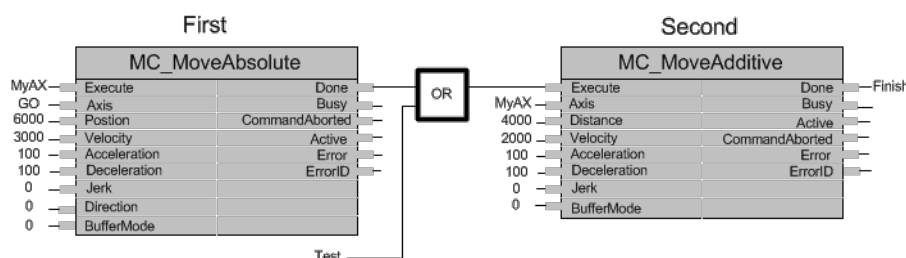 First
Second
MC_MoveAbsolute
MC_MoveAdditive
MyAX Execute Done
GO Axis Busy
6000 Postion CommandAborted
3000 Velocity Active
100 Acceleration Error
100 Deceleration ErrorID
0 Jerk
0 Direction
0 BufferMode
OR
Test
Execute Done Finish
MyAX Axis Busy
4000 Distance Active
2000 Velocity CommandAborted
100 Acceleration Error
100 Deceleration ErrorID
0 Jerk
0 BufferMode